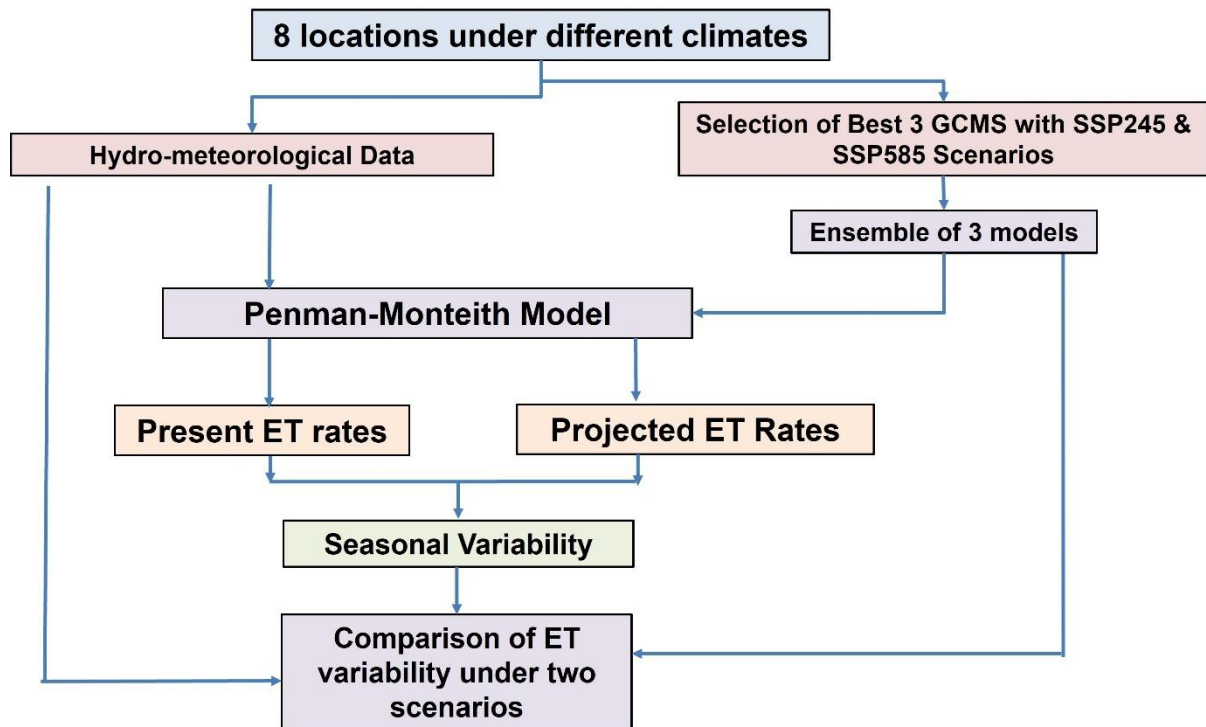 8 locations under different climates
Hydro-meteorological Data
Selection of Best 3 GCMS with SSP245 &
SSP585 Scenarios
Ensemble of 3 models
Penman-Monteith Model
Present ET rates
Projected ET Rates
Seasonal Variability
Comparison of ET
variability under two
scenarios